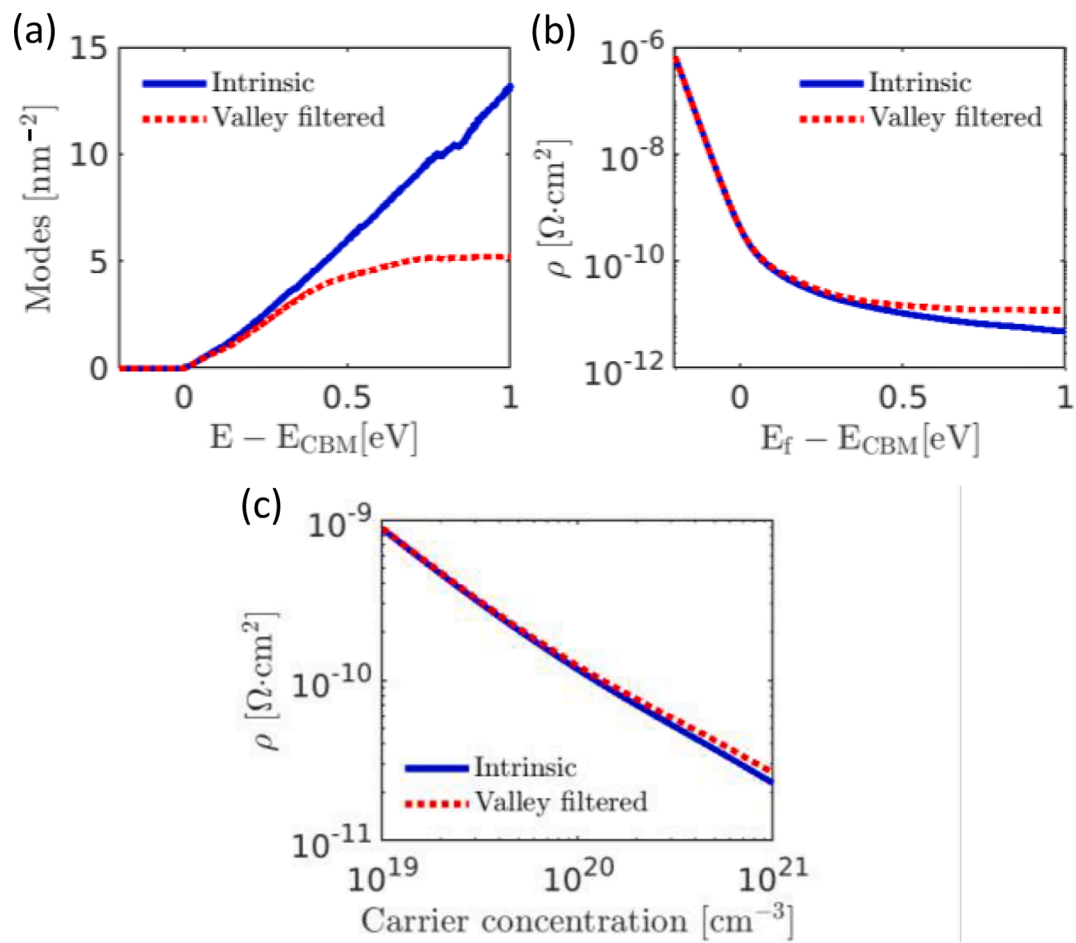 (a)
15
10
5
0
0
0.5
1
Modes [nm⁻²]
E − E_CBM[eV]
Intrinsic
Valley filtered
(b)
10⁻⁶
10⁻⁸
10⁻¹⁰
10⁻¹²
0
0.5
1
ρ [Ω·cm²]
E_f − E_CBM[eV]
Intrinsic
Valley filtered
(c)
10⁻⁹
10⁻¹⁰
10⁻¹¹
10¹⁹
10²⁰
10²¹
ρ [Ω·cm²]
Carrier concentration [cm⁻³]
Intrinsic
Valley filtered